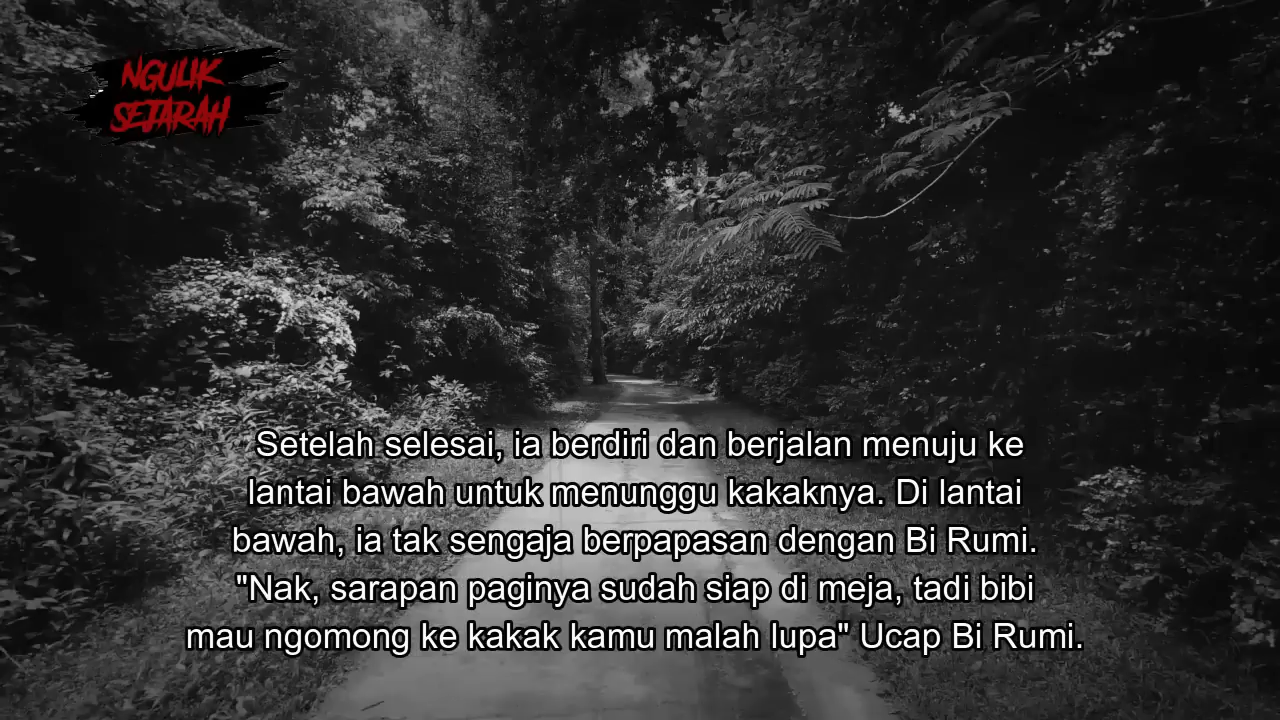 NGULIK
SEJARAH
Setelah selesai, ia berdiri dan berjalan menuju ke
lantai bawah untuk menunggu kakaknya. Di lantai
bawah, ia tak sengaja berpapasan dengan Bi Rumi.
"Nak, sarapan paginya sudah siap di meja, tadi bibi
mau ngomong ke kakak kamu malah lupa" Ucap Bi Rumi.